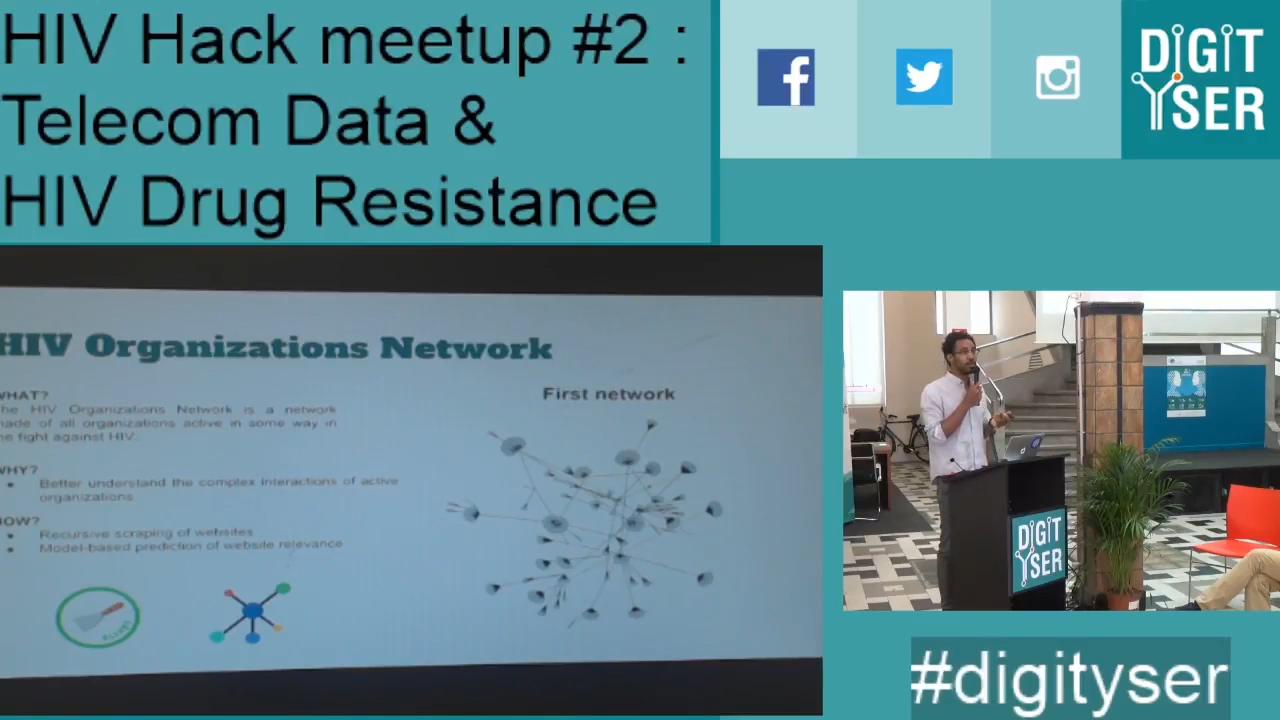 HIV Hack meetup #2 :
Telecom Data &
HIV Drug Resistance
DIGIT
YSER
HIV Organizations Network
WHAT?
The HIV Organizations Network is a network
made of all organizations active in some way in
the fight against HIV.
WHY?
Better understand the complex interactions of active
organizations
HOW?
Recursive scraping of websites
Model-based prediction of website relevance
First network
DIGIT
YSER
#digityser